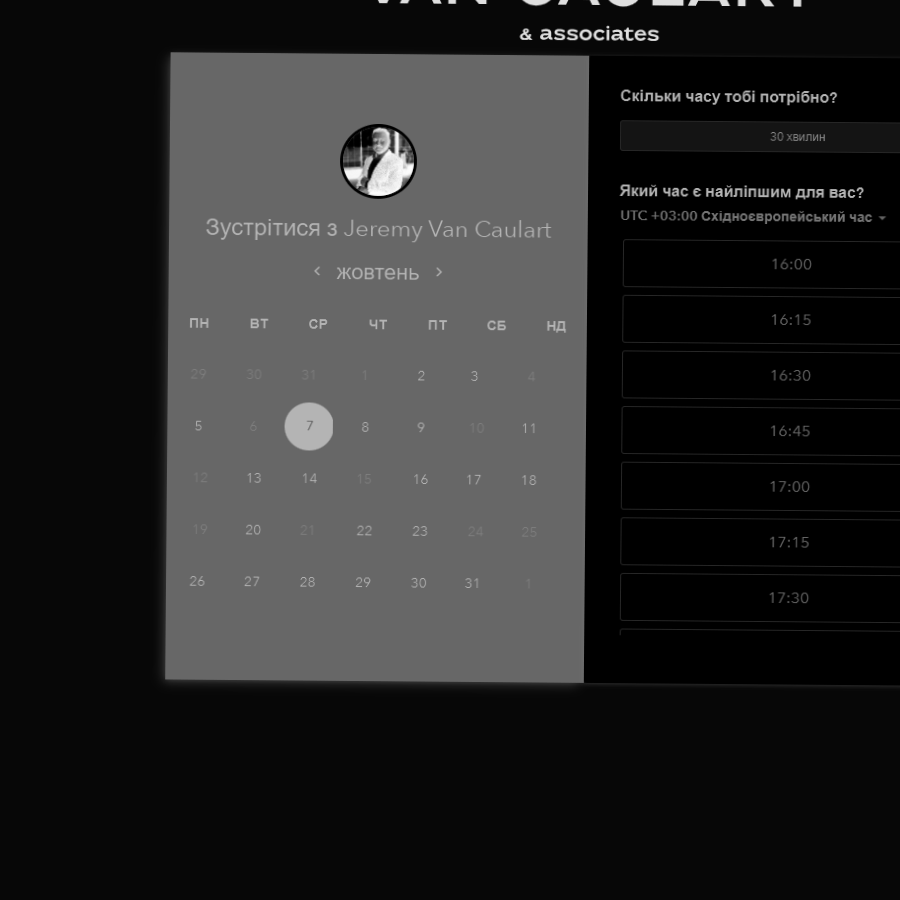 VAN CAULART
& associates
Зустрітися з Jeremy Van Caulart
жовтень
ПН ВТ СР ЧТ ПТ СБ НД
29 30 31 1 2 3 4
5 6 7 8 9 10 11
12 13 14 15 16 17 18
19 20 21 22 23 24 25
26 27 28 29 30 31 1
Скільки часу тобі потрібно?
30 хвилин
Який час є найліпшим для вас?
UTC +03:00 Східноєвропейський час
16:00
16:15
16:30
16:45
17:00
17:15
17:30